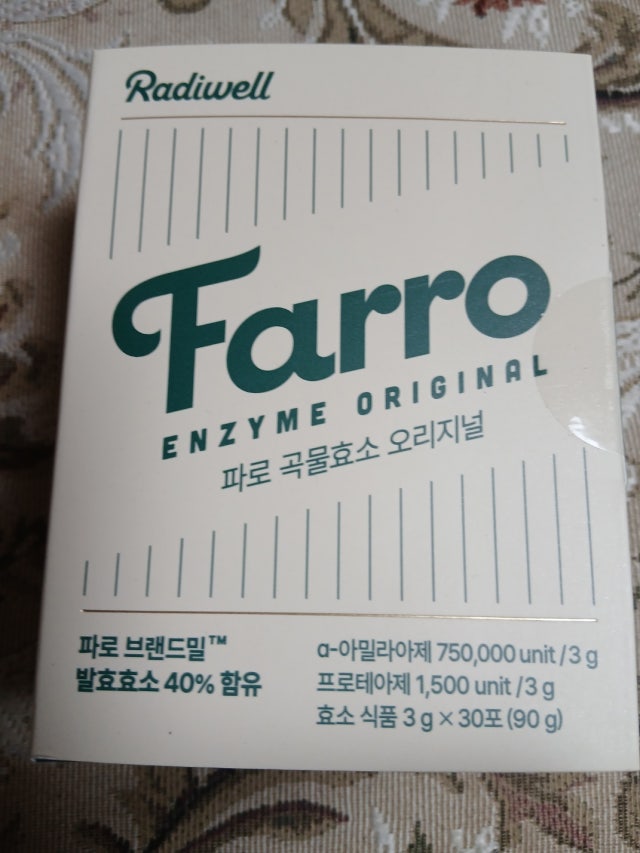 Radiwell
Farro
ENZYME ORIGINAL
파로 곡물효소 오리지널
파로 브랜드밀™
발효효소 40% 함유
α-아밀라아제 750,000 unit / 3 g
프로테아제 1,500 unit / 3 g
효소 식품 3 g × 30포 (90 g)